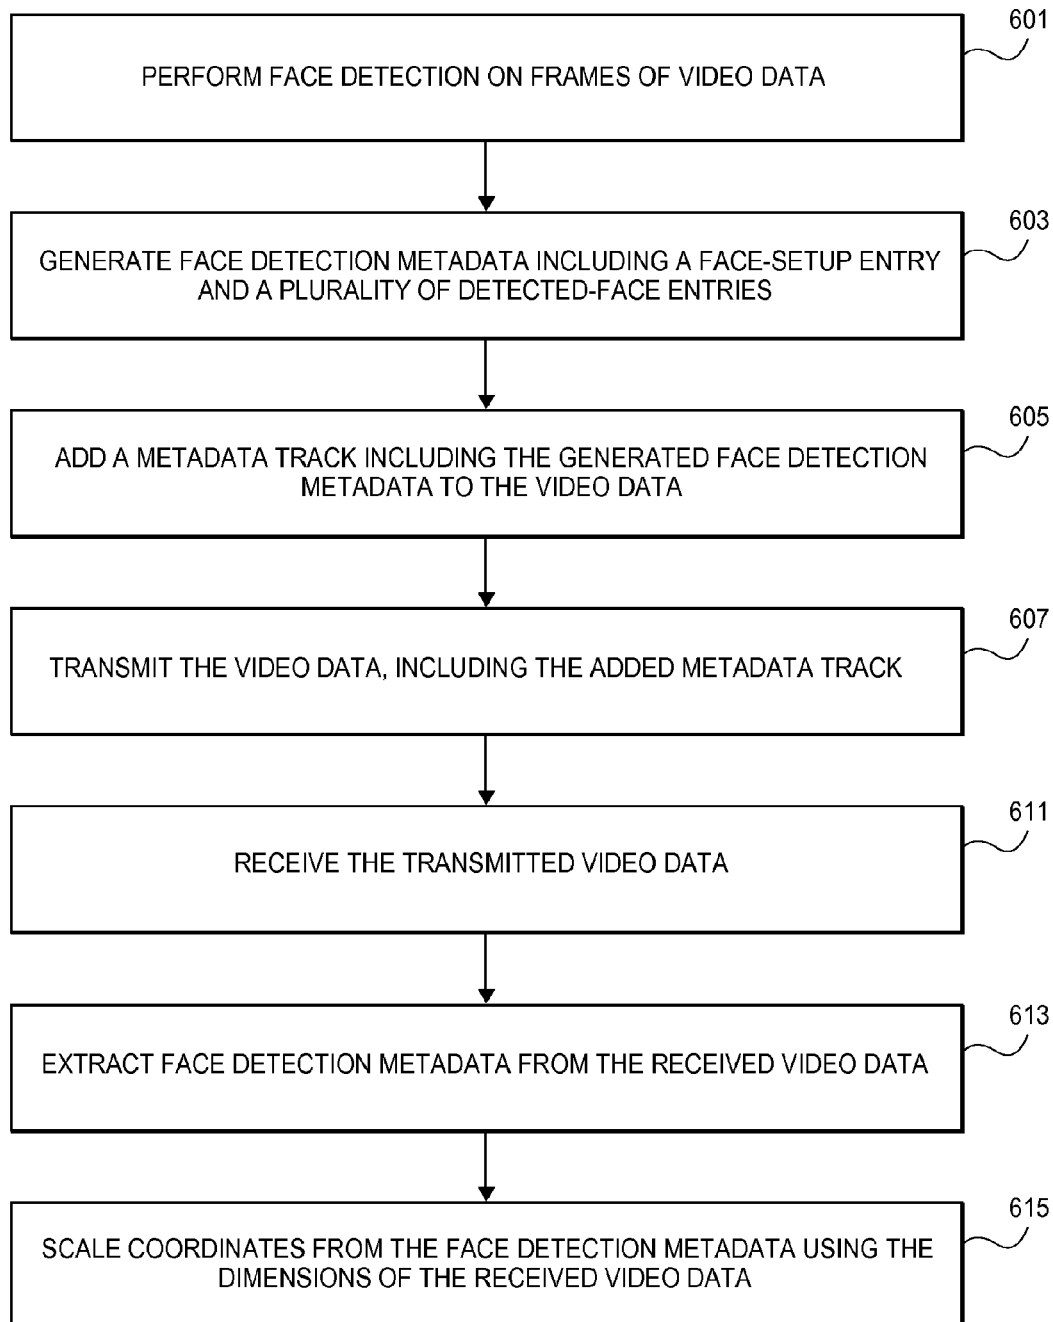 601
PERFORM FACE DETECTION ON FRAMES OF VIDEO DATA
603
GENERATE FACE DETECTION METADATA INCLUDING A FACE-SETUP ENTRY
AND A PLURALITY OF DETECTED-FACE ENTRIES
605
ADD A METADATA TRACK INCLUDING THE GENERATED FACE DETECTION
METADATA TO THE VIDEO DATA
607
TRANSMIT THE VIDEO DATA, INCLUDING THE ADDED METADATA TRACK
611
RECEIVE THE TRANSMITTED VIDEO DATA
613
EXTRACT FACE DETECTION METADATA FROM THE RECEIVED VIDEO DATA
615
SCALE COORDINATES FROM THE FACE DETECTION METADATA USING THE
DIMENSIONS OF THE RECEIVED VIDEO DATA